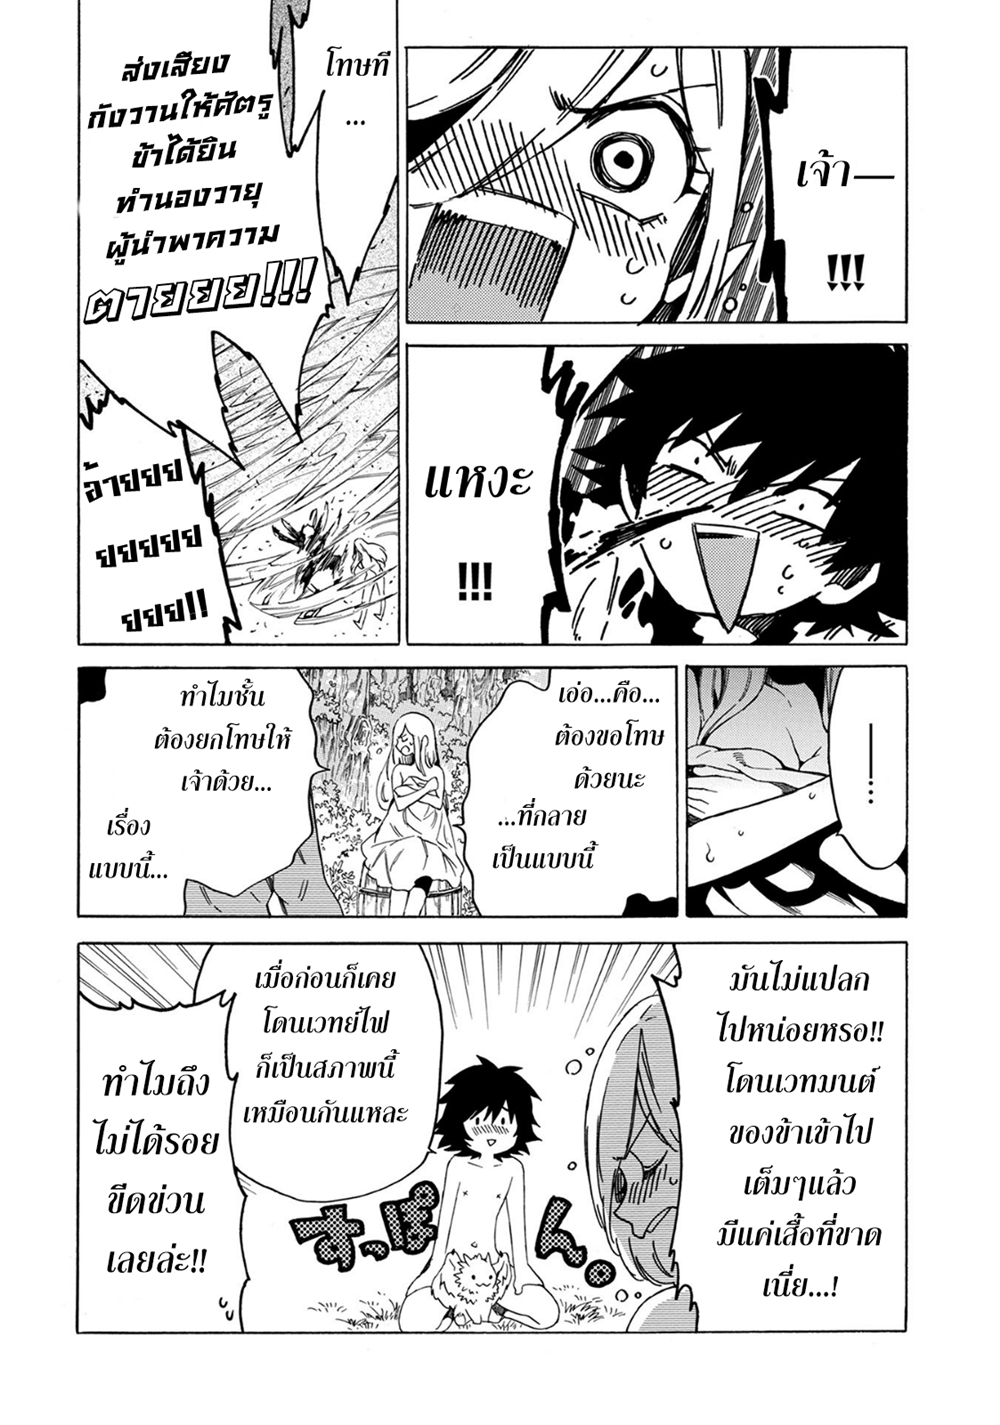 เจ้า—
!!!
แหงะ
!!!
โทษที
...
ส่งเสียง
กังวานให้ศัตรู
ข้าได้ยิน
ทำนองวายุ
ผู้นำพาความ
ตายยย!!!
อ้ายยย
ยยยยย
ยยย!!
—...
เอ่อ...คือ...
ต้องขอโทษ
ด้วยนะ
...ที่กลาย
เป็นแบบนี้
ทำไมชั้น
ต้องยกโทษให้
เจ้าด้วย...
เรื่อง
แบบนี้...
มันไม่แปลก
ไปหน่อยหรอ!!
โดนเวทมนต์
ของข้าเข้าไป
เต็มๆแล้ว
มีแค่เสื้อที่ขาด
เนี่ย...!
เมื่อก่อนก็เคย
โดนเวทย์ไฟ
ก็เป็นสภาพนี้
เหมือนกันแหละ
すっぽーん。
ทำไมถึง
ไม่ได้รอย
ขีดข่วน
เลยล่ะ!!